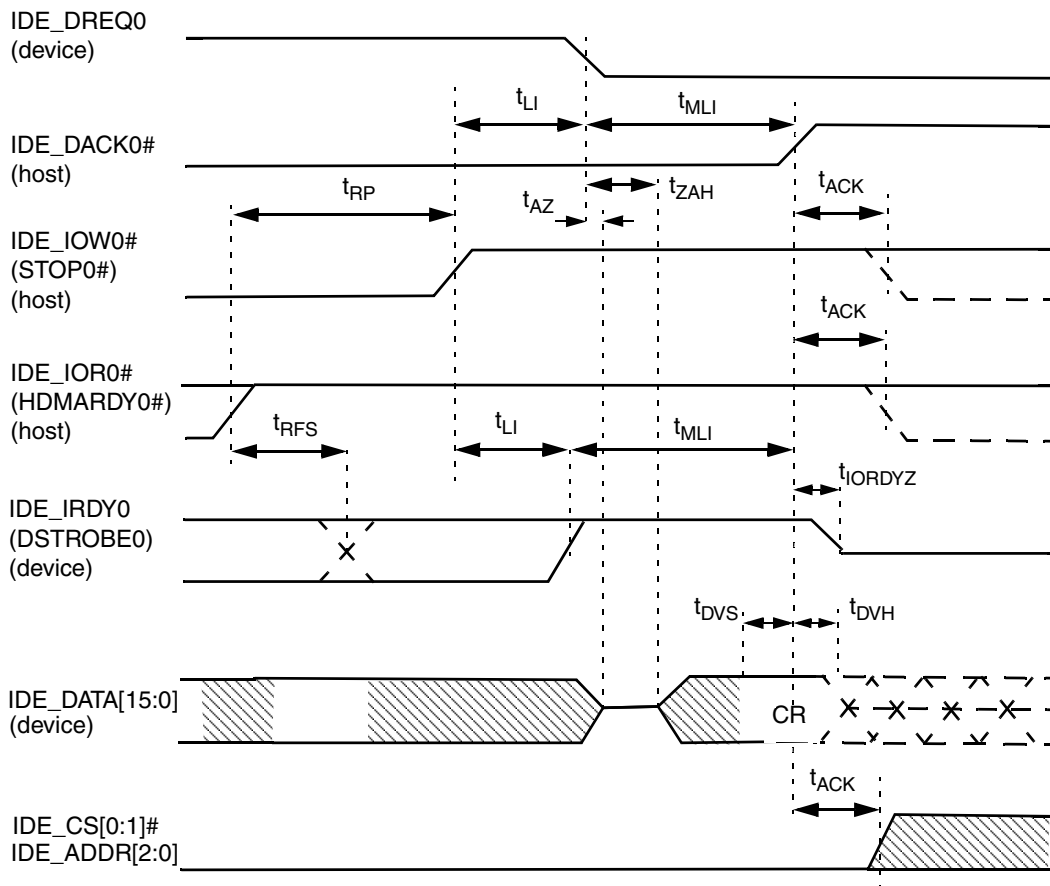 IDE_DREQ0
(device)
tLI
tMLI
IDE_DACK0#
(host)
tRP
tAZ
tZAH
tACK
IDE_IOW0#
(STOP0#)
(host)
tACK
IDE_IOR0#
(HDMARDY0#)
(host)
tRFS
tLI
tMLI
tIORDYZ
IDE_IRDY0
(DSTROBE0)
(device)
tDVS
tDVH
IDE_DATA[15:0]
(device)
CR
tACK
IDE_CS[0:1]#
IDE_ADDR[2:0]